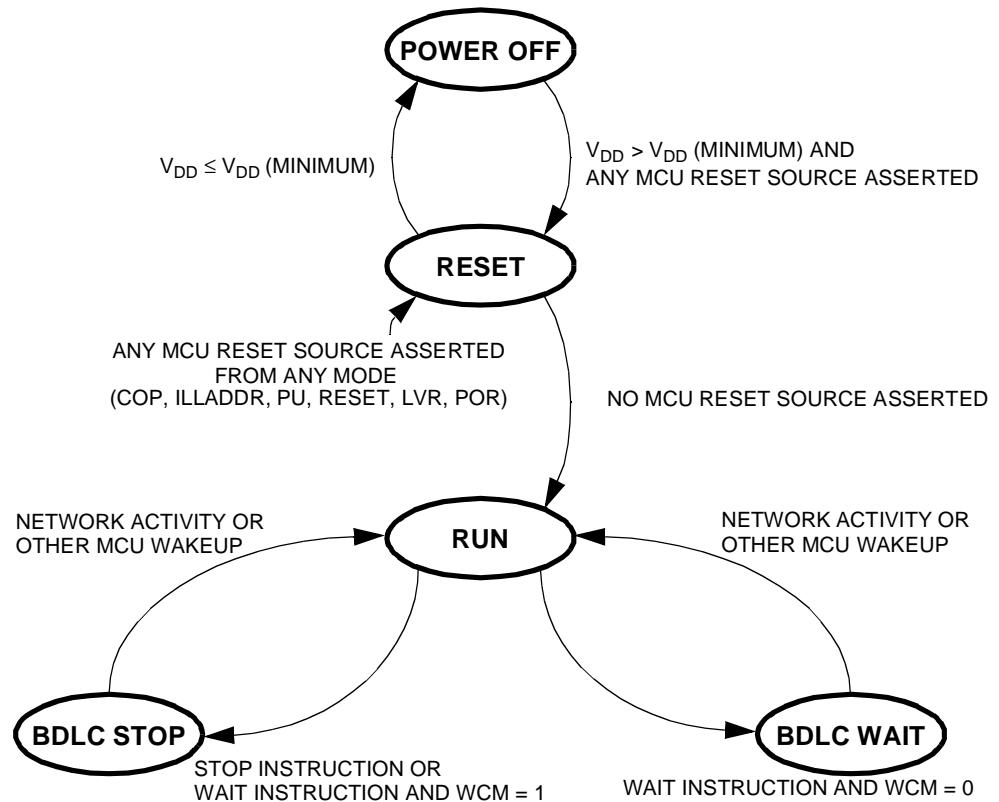 POWER OFF
V_DD ≤ V_DD (MINIMUM)
V_DD > V_DD (MINIMUM) AND
ANY MCU RESET SOURCE ASSERTED
RESET
ANY MCU RESET SOURCE ASSERTED
FROM ANY MODE
(COP, ILLADDR, PU, RESET, LVR, POR)
NO MCU RESET SOURCE ASSERTED
NETWORK ACTIVITY OR
OTHER MCU WAKEUP
RUN
NETWORK ACTIVITY OR
OTHER MCU WAKEUP
BDLC STOP
BDLC WAIT
STOP INSTRUCTION OR
WAIT INSTRUCTION AND WCM = 1
WAIT INSTRUCTION AND WCM = 0